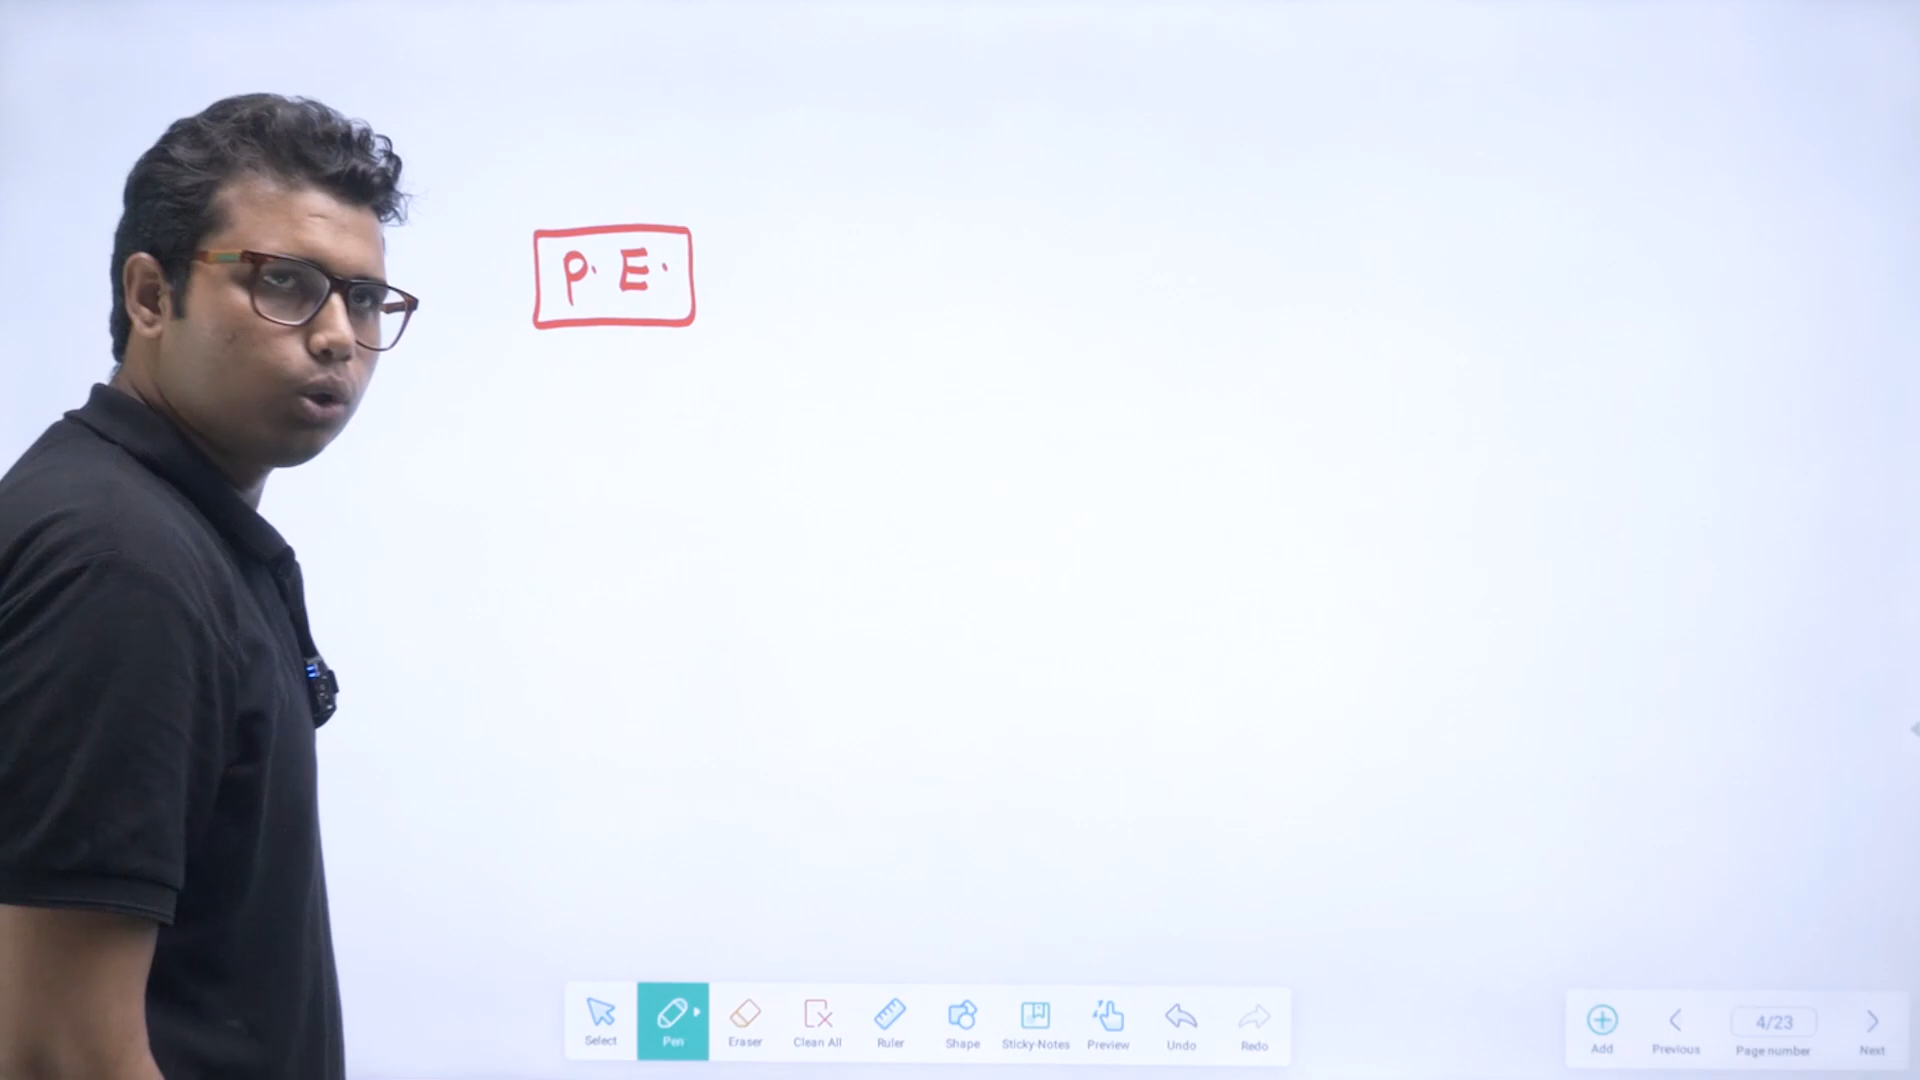 P. E.
Select
Pen
Eraser
Clean All
Ruler
Shape
Sticky-Notes
Preview
Undo
Redo
Add
Previous
4/23
Page number
Next